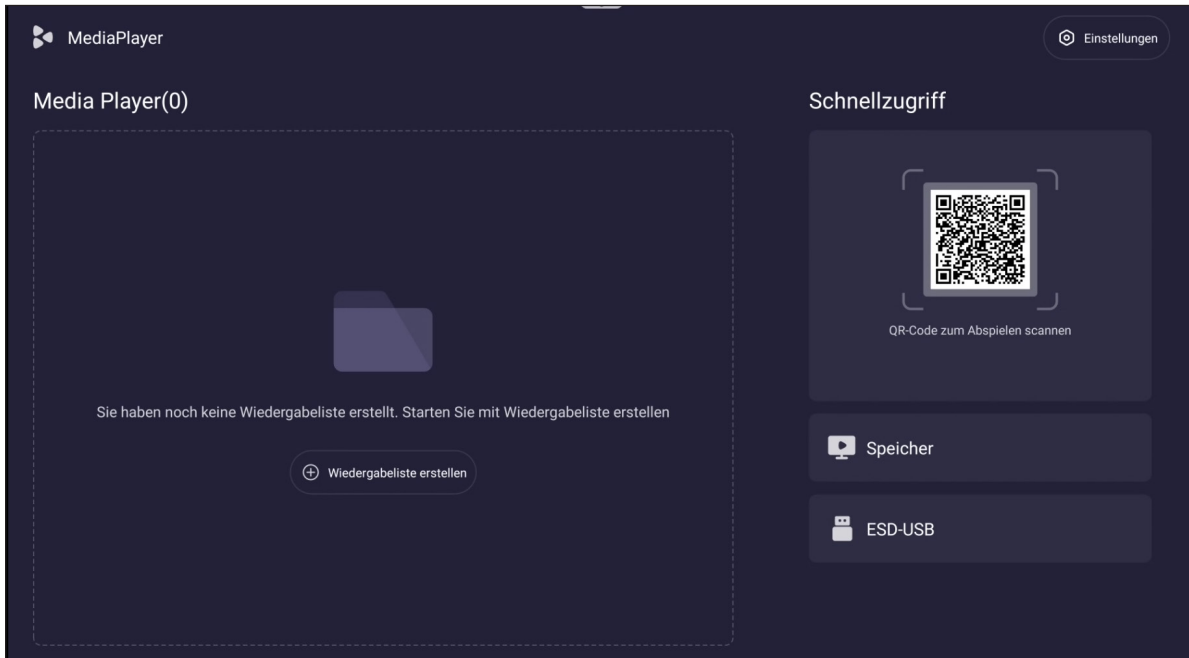 MediaPlayer
Einstellungen
Media Player(0)
Sie haben noch keine Wiedergabeliste erstellt. Starten Sie mit Wiedergabeliste erstellen
Wiedergabeliste erstellen
Schnellzugriff
QR-Code zum Abspielen scannen
Speicher
ESD-USB